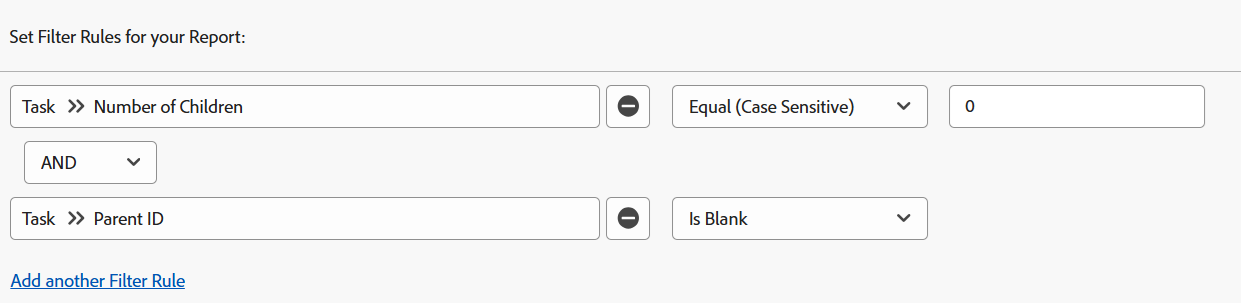 Set Filter Rules for your Report:
Task >> Number of Children Equal (Case Sensitive) 0
AND
Task >> Parent ID Is Blank
Add another Filter Rule